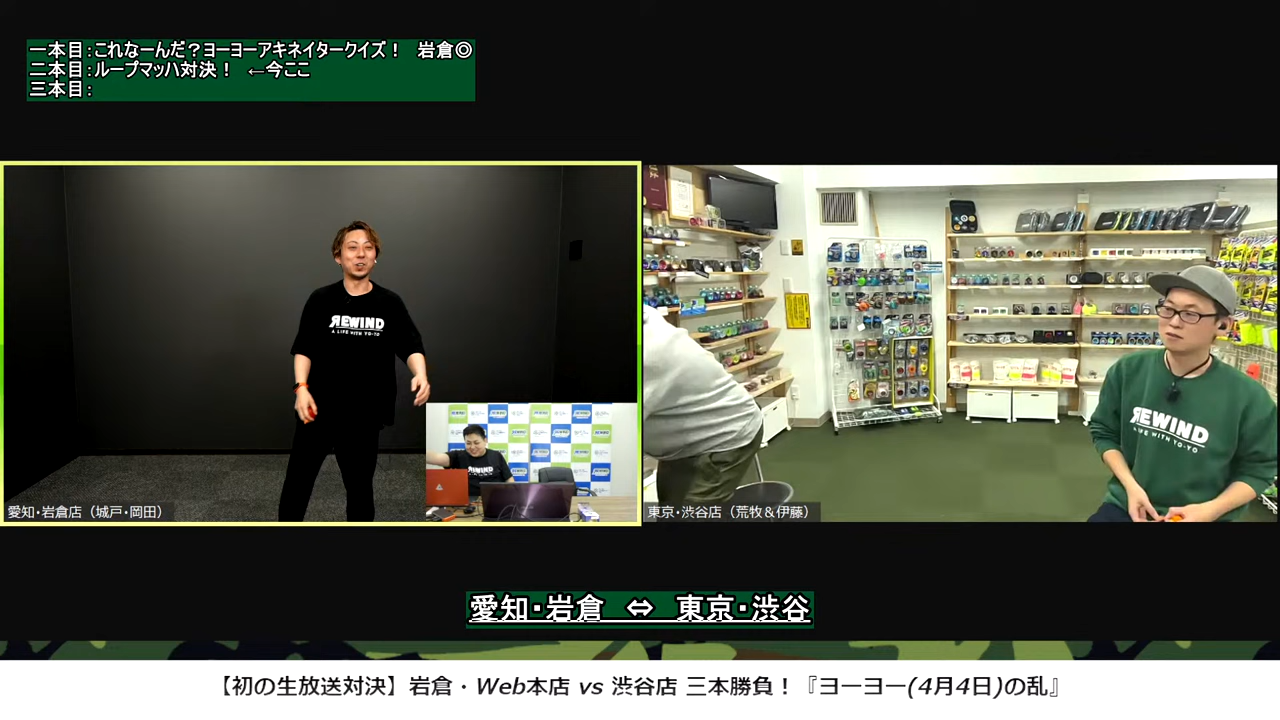 一本目：これなーんだ？ヨーヨーアキネイタークイズ！　岩倉◎
二本目：ループマッハ対決！　←今ここ
三本目：
REWIND
A LIFE WITH YO-YO
REWIND
REWIND
A LIFE WITH YO-YO
愛知・岩倉店（城戸・岡田）
東京・渋谷店（荒牧＆伊藤）
愛知・岩倉　⇔　東京・渋谷
【初の生放送対決】岩倉・Web本店 vs 渋谷店 三本勝負！『ヨーヨー(4月4日)の乱』